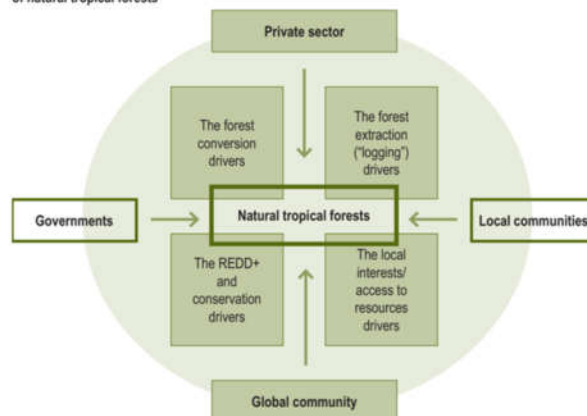 of natural tropical forests
Private sector
The forest
conversion
drivers
The forest
extraction
("logging")
drivers
Governments
Natural tropical forests
Local communities
The REDD+
and
conservation
drivers
The local
interests/
access to
resources
drivers
Global community